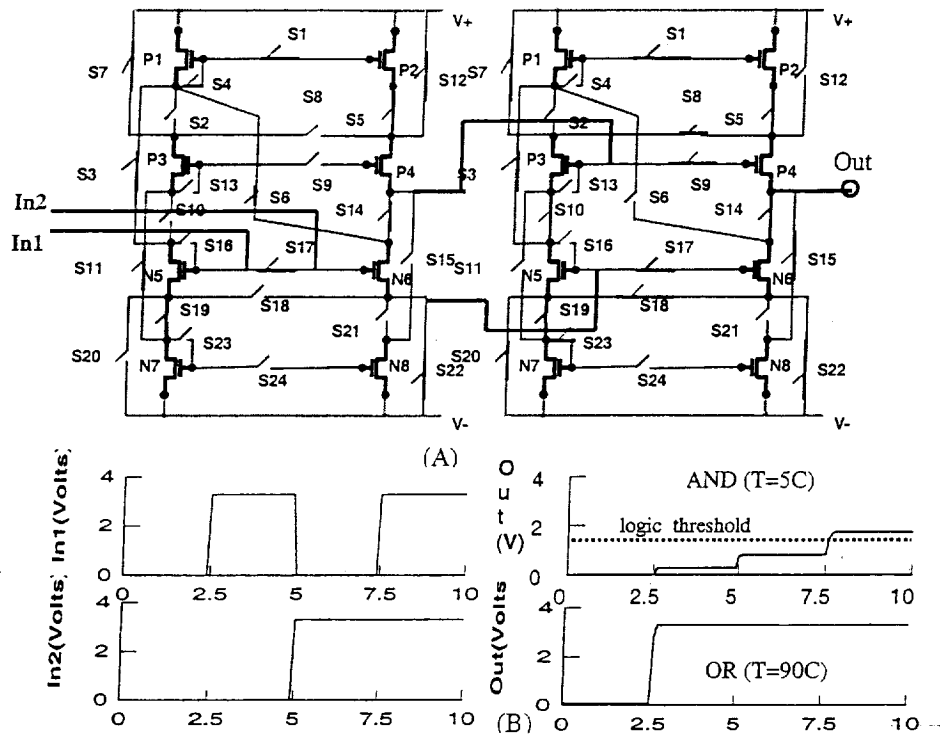 V+
S1
P1
P2
S7
S4
S12
S8
S2
S5
P3
P4
S3
S13
S9
S6
S14
In2
S10
In1
S16
S17
S15
S11
N5
N6
S18
S19
S21
S20
S23
N7
N8
S24
S22
V-
V+
S1
P1
P2
S7
S4
S12
S8
S2
S5
P3
P4
Out
S3
S13
S9
S6
S14
S10
S16
S17
S15
S11
N5
N6
S18
S19
S21
S20
S23
N7
N8
S24
S22
V-
(A)
In1(Volts)
4
2
0
0 2.5 5 7.5 10
In2(Volts)
4
2
0
0 2.5 5 7.5 10
Out
(V)
4
2
0
AND (T=5C)
logic threshold
0 2.5 5 7.5 10
Out(Volts)
4
2
0
OR (T=90C)
0 2.5 5 7.5 10
(B)